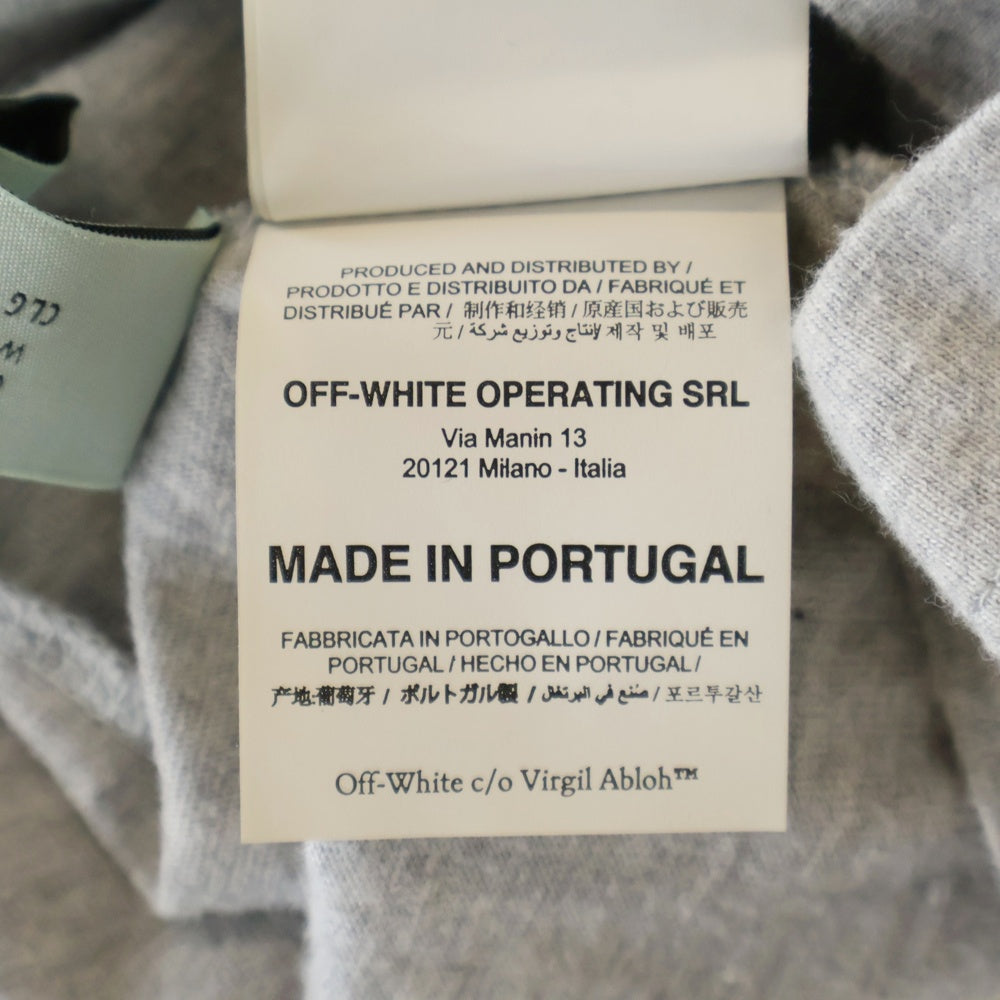 PRODUCED AND DISTRIBUTED BY /
PRODOTTO E DISTRIBUITO DA / FABRIQUÉ ET
DISTRIBUÉ PAR / 制作和经销 / 原産国および販売
元 / إنتاج وتوزيع شركة / 제작 및 배포
OFF-WHITE OPERATING SRL
Via Manin 13
20121 Milano - Italia
MADE IN PORTUGAL
FABBRICATA IN PORTOGALLO / FABRIQUÉ EN
PORTUGAL / HECHO EN PORTUGAL /
产地:葡萄牙 / ポルトガル製 / صنع في البرتغال / 포르투갈산
Off-White c/o Virgil Abloh™
CLG